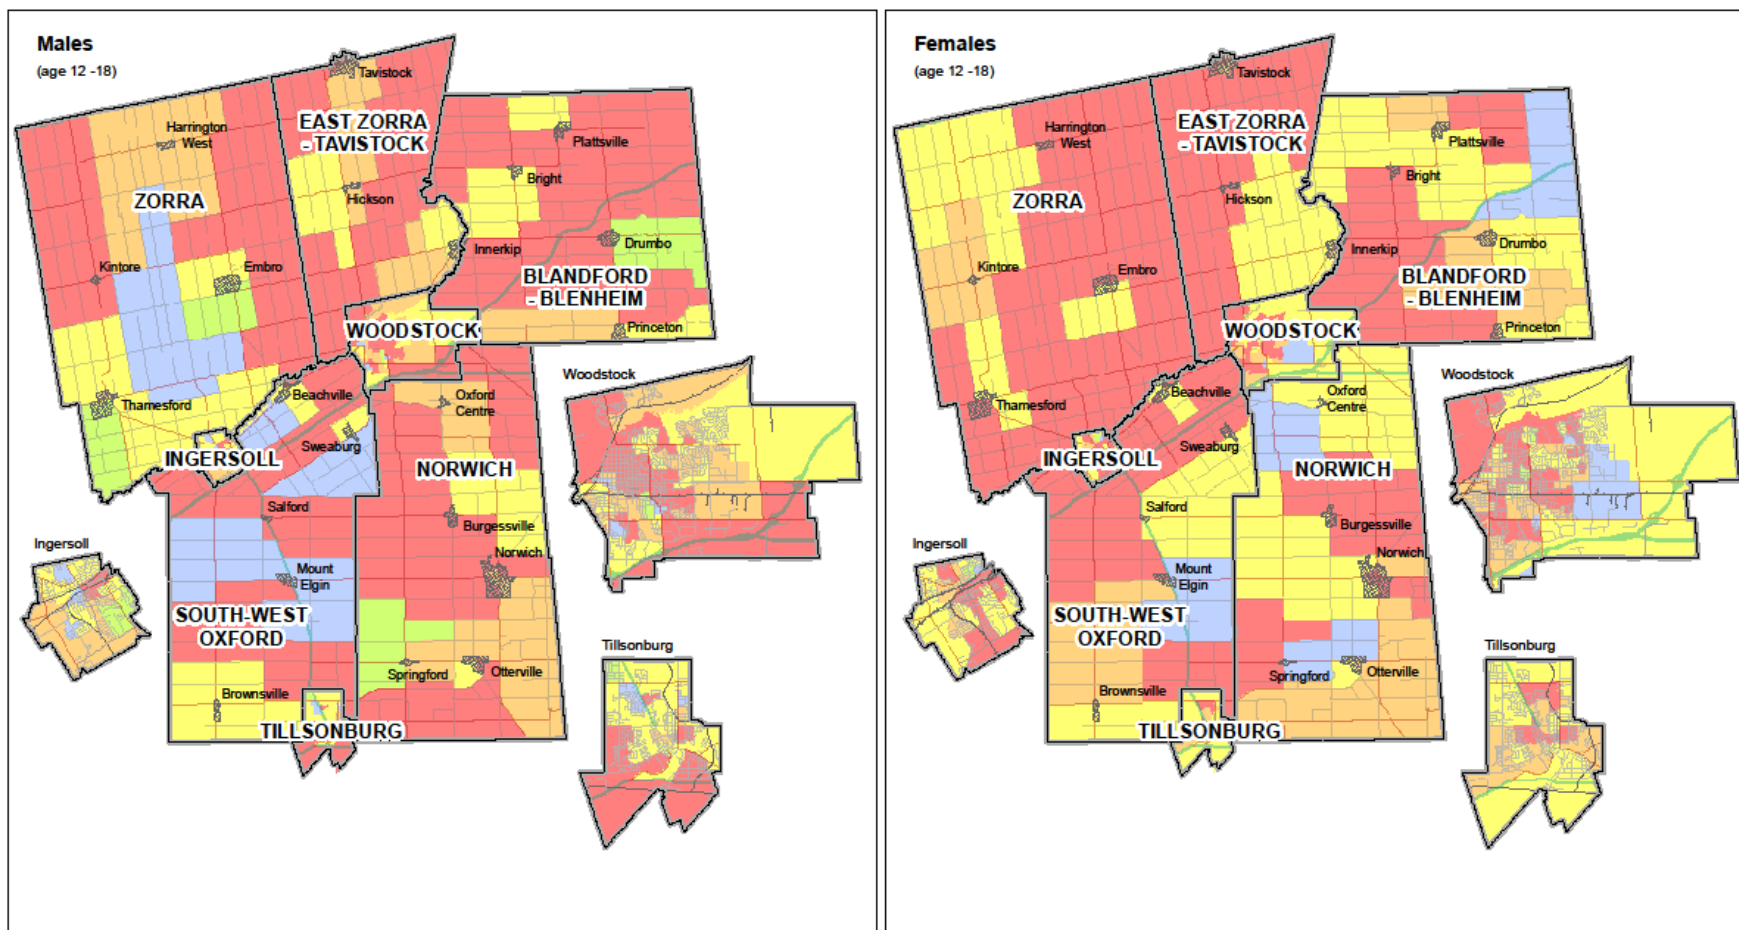 Males
(age 12 -18)
Tavistock
EAST ZORRA
- TAVISTOCK
Harrington
West
Plattsville
ZORRA
Bright
Hickson
Drumbo
Innerkip
Kintore
Embro
BLANDFORD
- BLENHEIM
WOODSTOCK
Princeton
Woodstock
Thamesford
Beachville
Oxford
Centre
Sweaburg
INGERSOLL
NORWICH
Salford
Burgessville
Ingersoll
Norwich
Mount
Elgin
SOUTH-WEST
OXFORD
Tillsonburg
Springford
Otterville
Brownsville
TILLSONBURG
Females
(age 12 -18)
Tavistock
EAST ZORRA
- TAVISTOCK
Harrington
West
Plattsville
ZORRA
Bright
Hickson
Drumbo
Innerkip
Kintore
Embro
BLANDFORD
- BLENHEIM
WOODSTOCK
Princeton
Woodstock
Thamesford
Beachville
Oxford
Centre
Sweaburg
INGERSOLL
NORWICH
Salford
Burgessville
Ingersoll
Norwich
Mount
Elgin
SOUTH-WEST
OXFORD
Tillsonburg
Springford
Otterville
Brownsville
TILLSONBURG